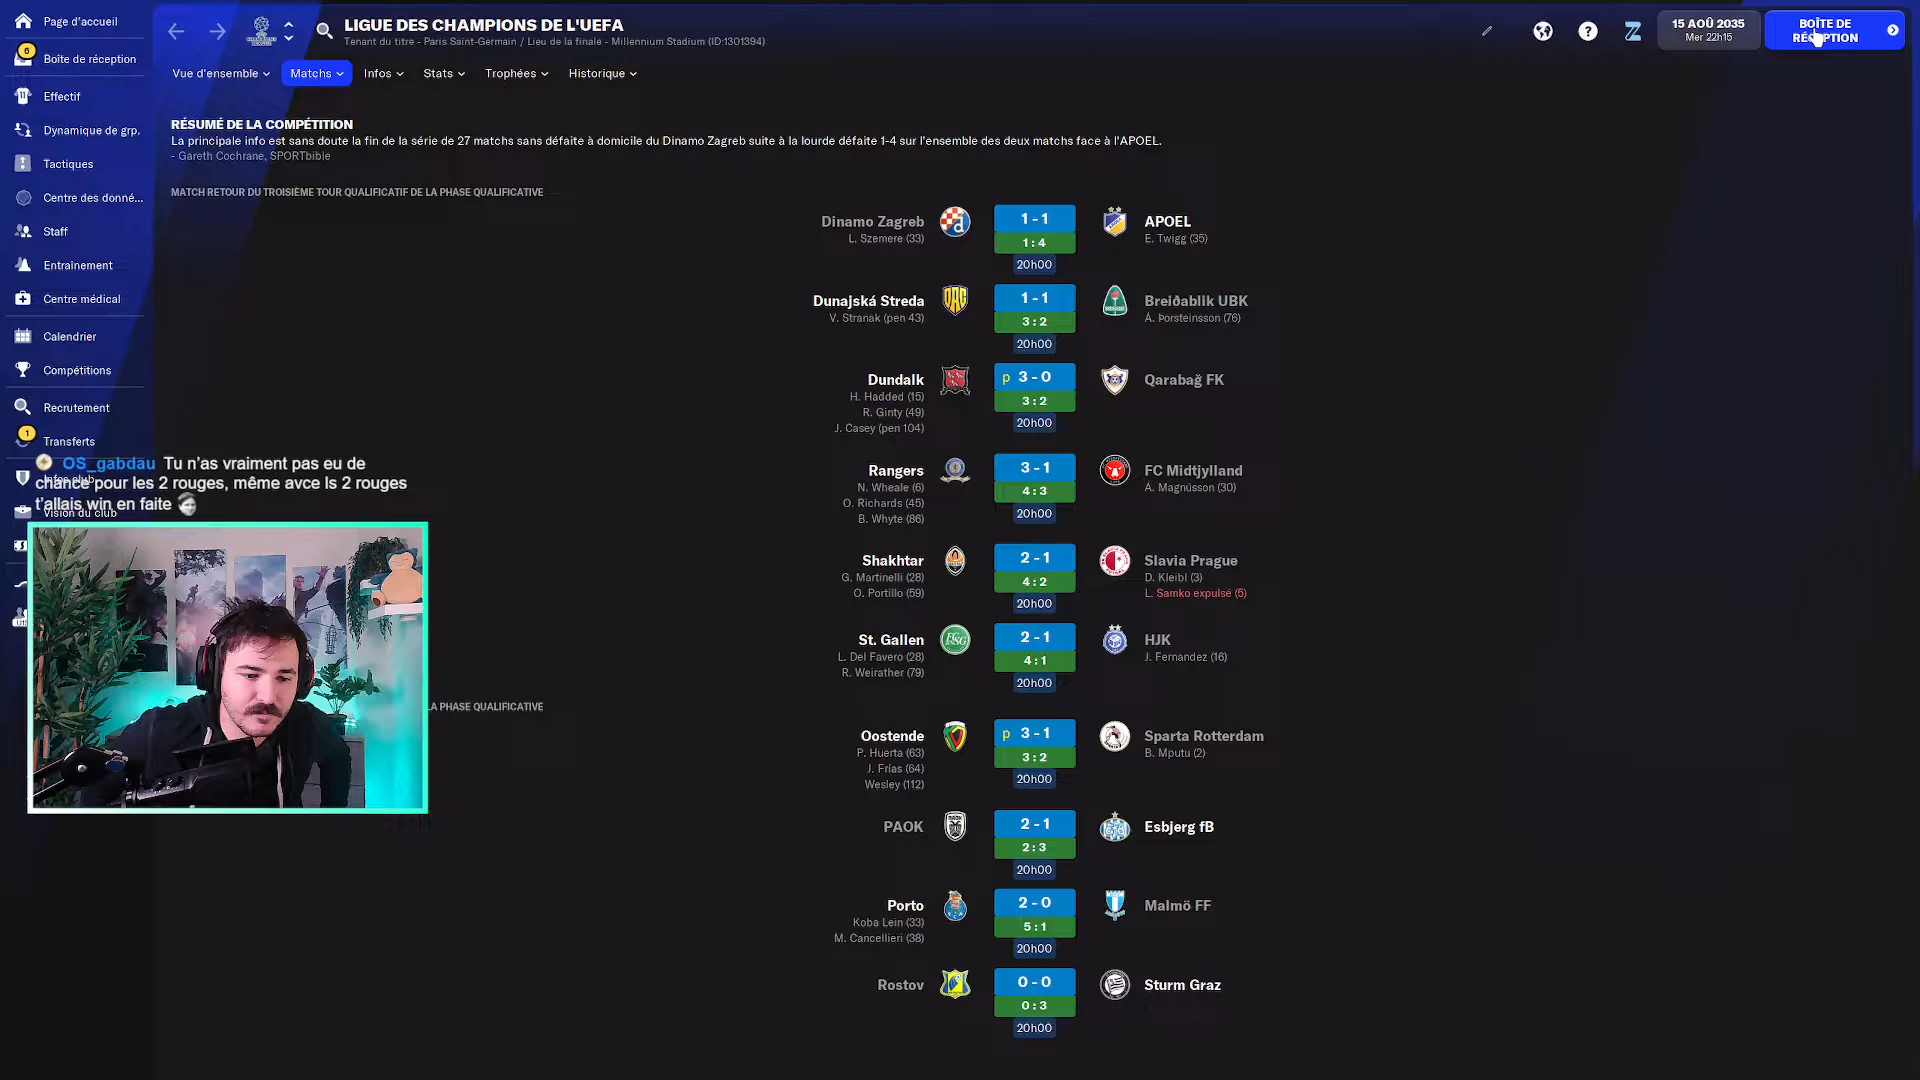 Page d'accueil
6
Boîte de réception
Effectif
Dynamique de grp.
Tactiques
Centre des donné...
Staff
Entraînement
Centre médical
Calendrier
Compétitions
Recrutement
1
Transferts
Vision du club
LIGUE DES CHAMPIONS DE L'UEFA
Tenant du titre - Paris Saint-Germain / Lieu de la finale - Millennium Stadium (ID:1301394)
15 AOÛ 2035
Mer 22h15
BOÎTE DE
RÉCEPTION
Vue d'ensemble
Matchs
Infos
Stats
Trophées
Historique
RÉSUMÉ DE LA COMPÉTITION
La principale info est sans doute la fin de la série de 27 matchs sans défaite à domicile du Dinamo Zagreb suite à la lourde défaite 1-4 sur l'ensemble des deux matchs face à l'APOEL.
- Gareth Cochrane, SPORTbible
MATCH RETOUR DU TROISIÈME TOUR QUALIFICATIF DE LA PHASE QUALIFICATIVE
Dinamo Zagreb 1 - 1 APOEL
L. Szemere (33) 1 : 4 E. Twigg (35)
20h00
Dunajská Streda 1 - 1 Breiðablik UBK
V. Stranak (pen 43) 3 : 2 Á. Þorsteinsson (76)
20h00
Dundalk p 3 - 0 Qarabağ FK
H. Hadded (15) 3 : 2
R. Ginty (49) 20h00
J. Casey (pen 104)
Rangers 3 - 1 FC Midtjylland
N. Wheale (6) 4 : 3 Á. Magnússon (30)
O. Richards (45) 20h00
B. Whyte (86)
Shakhtar 2 - 1 Slavia Prague
G. Martinelli (28) 4 : 2 D. Kleibl (3)
O. Portillo (59) 20h00 L. Samko expulsé (5)
St. Gallen 2 - 1 HJK
L. Del Favero (28) 4 : 1 J. Fernandez (16)
R. Weirather (79) 20h00
LA PHASE QUALIFICATIVE
Oostende p 3 - 1 Sparta Rotterdam
P. Huerta (63) 3 : 2 B. Mputu (2)
J. Frías (64) 20h00
Wesley (112)
PAOK 2 - 1 Esbjerg fB
2 : 3
20h00
Porto 2 - 0 Malmö FF
Koba Lein (33) 5 : 1
M. Cancellieri (38) 20h00
Rostov 0 - 0 Sturm Graz
0 : 3
20h00
OS_gabdau Tu n'as vraiment pas eu de
chance pour les 2 rouges, même avce ls 2 rouges
t'allais win en faite